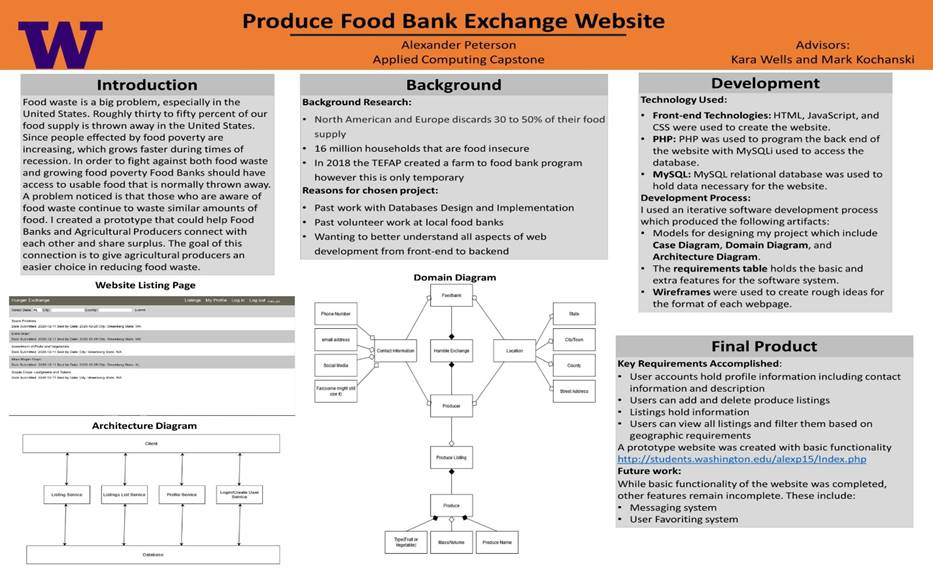 W
Produce Food Bank Exchange Website
Alexander Peterson
Applied Computing Capstone
Advisors:
Kara Wells and Mark Kochanski
Introduction
Food waste is a big problem, especially in the
United States. Roughly thirty to fifty percent of our
food supply is thrown away in the United States.
Since people effected by food poverty are
increasing, which grows faster during times of
recession. In order to fight against both food waste
and growing food poverty Food Banks should have
access to usable food that is normally thrown away.
A problem noticed is that those who are aware of
food waste continue to waste similar amounts of
food. I created a prototype that could help Food
Banks and Agricultural Producers connect with
each other and share surplus. The goal of this
connection is to give agricultural producers an
easier choice in reducing food waste.
Website Listing Page
Hunger Exchange
Listings My Profile Log in Log out
City: County:
Architecture Diagram
Client
Listing Service
Listings List Service
Profile Service
Login/Create User
Service
Database
Background
Background Research:
• North American and Europe discards 30 to 50% of their food
supply
• 16 million households that are food insecure
• In 2018 the TEFAP created a farm to food bank program
however this is only temporary
Reasons for chosen project:
• Past work with Databases Design and Implementation
• Past volunteer work at local food banks
• Wanting to better understand all aspects of web
development from front-end to backend
Domain Diagram
Foodbank
Phone Number
email address
Social Media
Fax(some might still
use it)
Contact Information
Humble Exchange
Location
State
City/Town
County
Street Address
Producer
Produce Listing
Produce
Type(Fruit or
Vegetable)
Mass/Volume
Produce Name
Development
Technology Used:
• Front-end Technologies: HTML, JavaScript, and
CSS were used to create the website.
• PHP: PHP was used to program the back end of
the website with MySQLi used to access the
database.
• MySQL: MySQL relational database was used to
hold data necessary for the website.
Development Process:
I used an iterative software development process
which produced the following artifacts:
• Models for designing my project which include
Case Diagram, Domain Diagram, and
Architecture Diagram.
• The requirements table holds the basic and
extra features for the software system.
• Wireframes were used to create rough ideas for
the format of each webpage.
Final Product
Key Requirements Accomplished:
• User accounts hold profile information including contact
information and description
• Users can add and delete produce listings
• Listings hold information
• Users can view all listings and filter them based on
geographic requirements
A prototype website was created with basic functionality
http://students.washington.edu/alexp15/Index.php
Future work:
While basic functionality of the website was completed,
other features remain incomplete. These include:
• Messaging system
• User Favoriting system